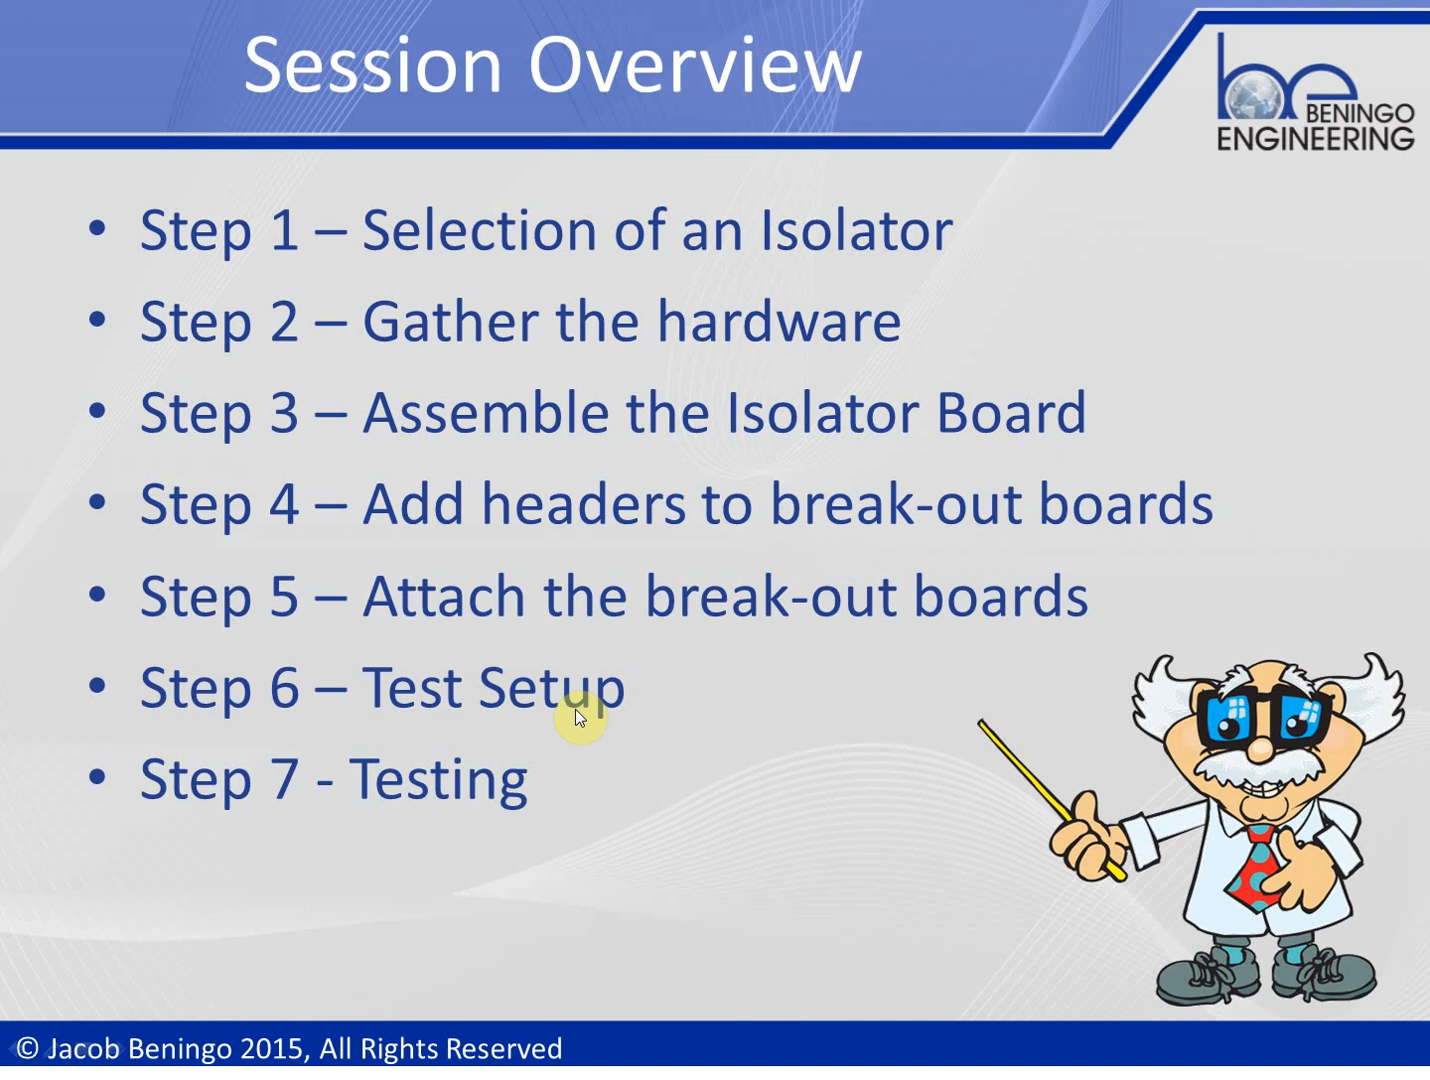 Session Overview
be
BENINGO
ENGINEERING
• Step 1 – Selection of an Isolator
• Step 2 – Gather the hardware
• Step 3 – Assemble the Isolator Board
• Step 4 – Add headers to break-out boards
• Step 5 – Attach the break-out boards
• Step 6 – Test Setup
• Step 7 - Testing
© Jacob Beningo 2015, All Rights Reserved